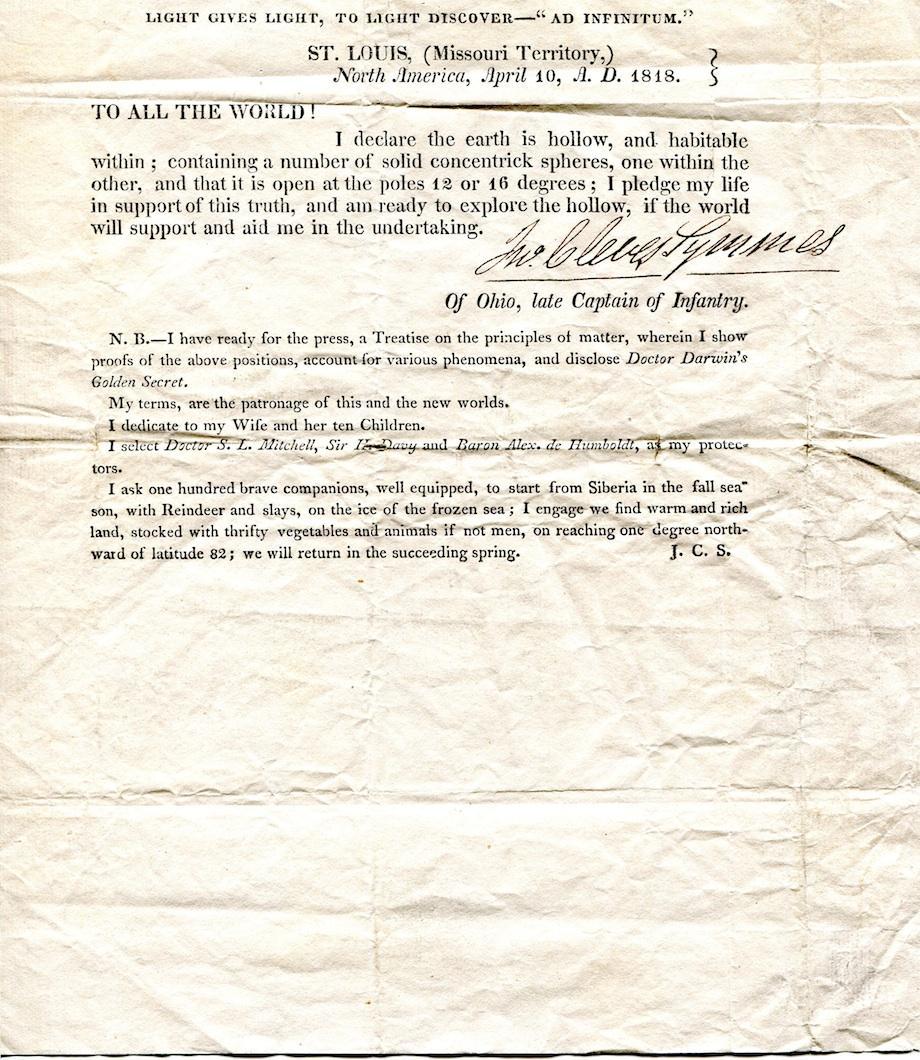 LIGHT GIVES LIGHT, TO LIGHT DISCOVER—“AD INFINITUM.”
ST. LOUIS, (Missouri Territory,)
North America, April 10, A. D. 1818.
TO ALL THE WORLD!
I declare the earth is hollow, and habitable
within; containing a number of solid concentrick spheres, one within the
other, and that it is open at the poles 12 or 16 degrees; I pledge my life
in support of this truth, and am ready to explore the hollow, if the world
will support and aid me in the undertaking.
Jno. Cleves Symmes
Of Ohio, late Captain of Infantry.
N. B.—I have ready for the press, a Treatise on the principles of matter, wherein I show
proofs of the above positions, account for various phenomena, and disclose Doctor Darwin's
Golden Secret.
My terms, are the patronage of this and the new worlds.
I dedicate to my Wife and her ten Children.
I select Doctor S. L. Mitchell, Sir H. Davy and Baron Alex. de Humboldt, as my protec-
tors.
I ask one hundred brave companions, well equipped, to start from Siberia in the fall sea-
son, with Reindeer and slays, on the ice of the frozen sea; I engage we find warm and rich
land, stocked with thrifty vegetables and animals if not men, on reaching one degree north-
ward of latitude 82; we will return in the succeeding spring. J. C. S.